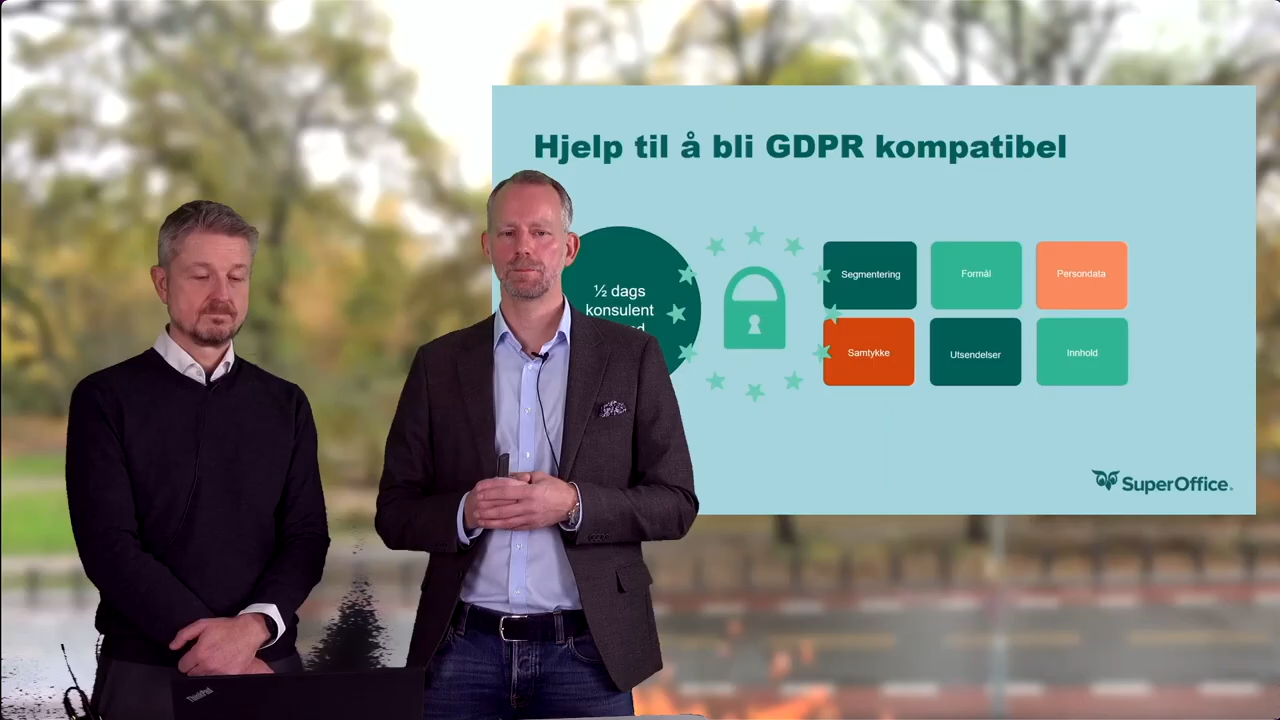 Hjelp til å bli GDPR kompatibel
½ dags
konsulent
Segmentering
Formål
Persondata
Samtykke
Utsendelser
Innhold
SuperOffice
ThinkPad